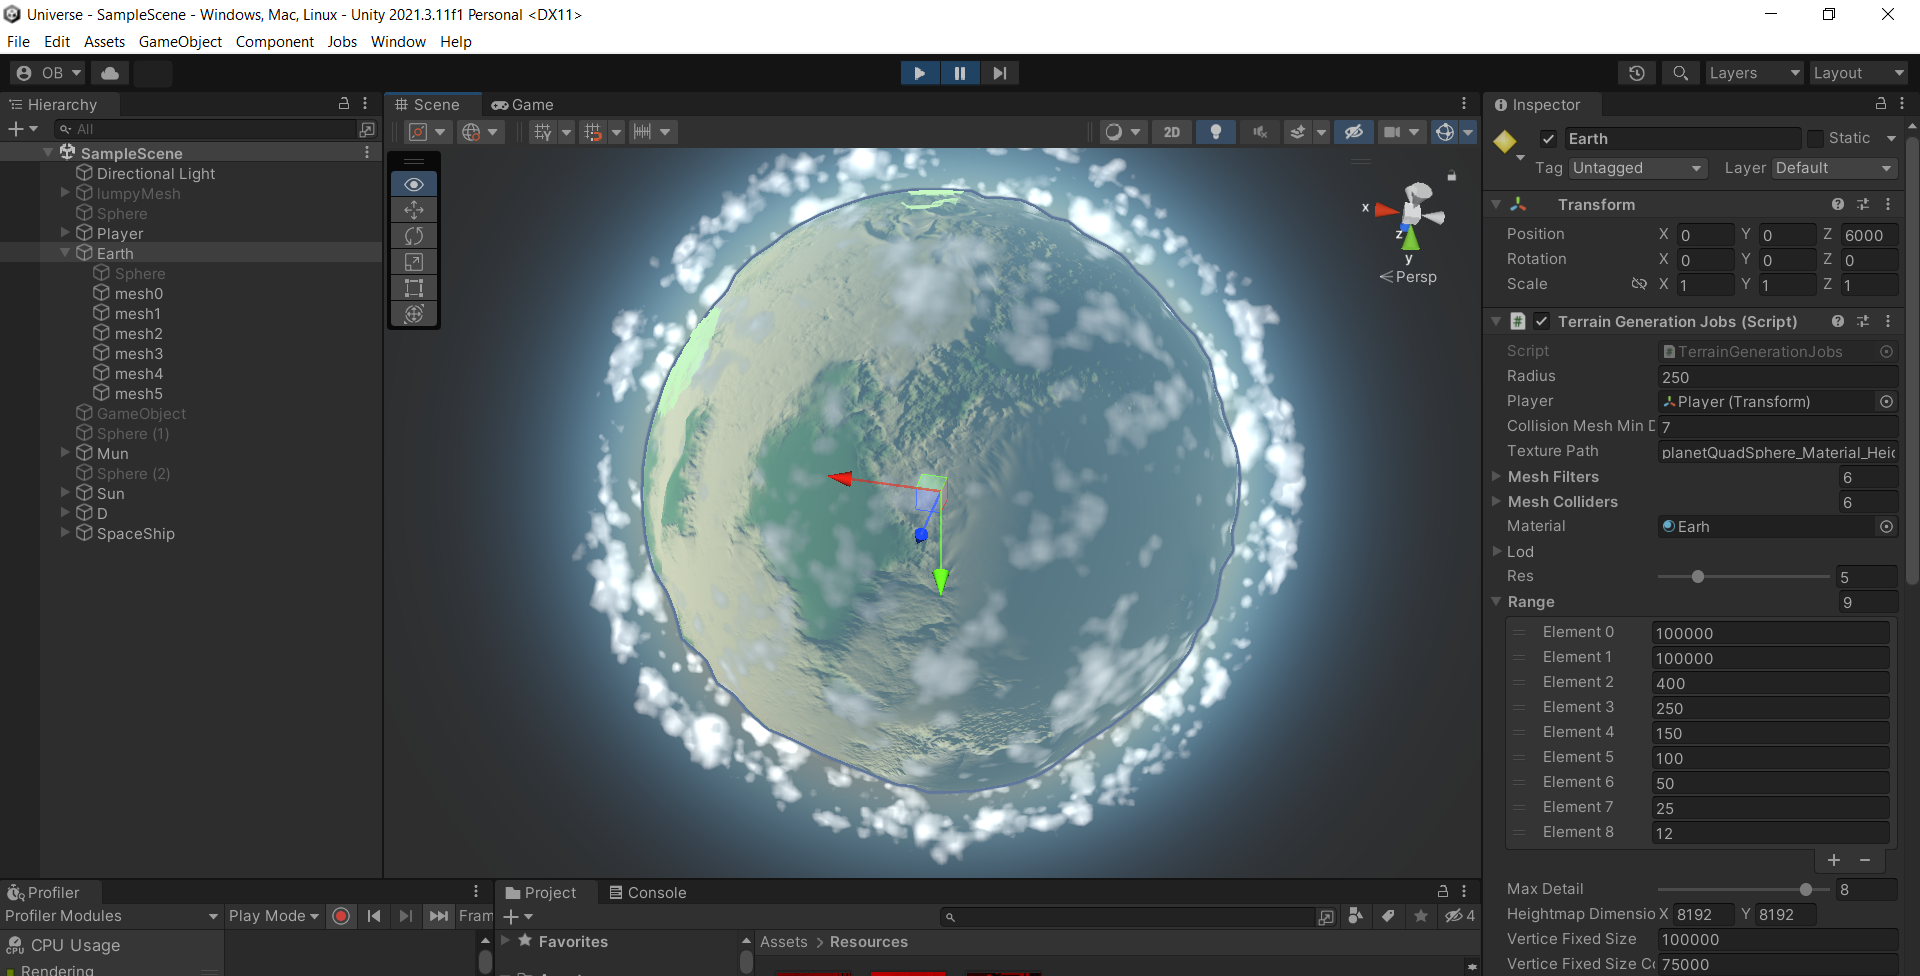 Universe - SampleScene - Windows, Mac, Linux - Unity 2021.3.11f1 Personal <DX11>
File Edit Assets GameObject Component Jobs Window Help
OB
Layers
Layout
Hierarchy
All
SampleScene
Directional Light
lumpyMesh
Sphere
Player
Earth
Sphere
mesh0
mesh1
mesh2
mesh3
mesh4
mesh5
GameObject
Sphere (1)
Mun
Sphere (2)
Sun
D
SpaceShip
Scene
Game
2D
x
z
y
Persp
Inspector
Earth
Static
Tag Untagged
Layer Default
Transform
Position X 0 Y 0 Z 6000
Rotation X 0 Y 0 Z 0
Scale X 1 Y 1 Z 1
Terrain Generation Jobs (Script)
Script TerrainGenerationJobs
Radius 250
Player Player (Transform)
Collision Mesh Min D 7
Texture Path planetQuadSphere_Material_Heig
Mesh Filters 6
Mesh Colliders 6
Material Earh
Lod
Res 5
Range 9
Element 0 100000
Element 1 100000
Element 2 400
Element 3 250
Element 4 150
Element 5 100
Element 6 50
Element 7 25
Element 8 12
Max Detail 8
Heightmap Dimensio X 8192 Y 8192
Vertice Fixed Size 100000
Vertice Fixed Size Co 75000
Profiler
Profiler Modules
Play Mode
Fram
CPU Usage
Rendering
Project
Console
4
Favorites
Assets > Resources